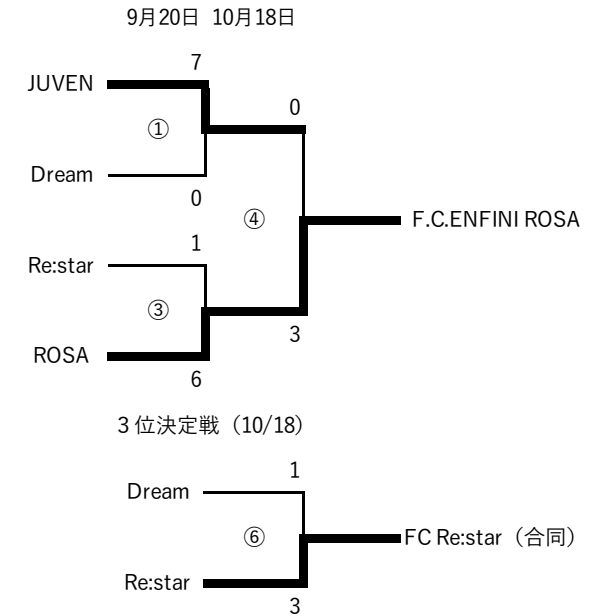 9月20日 10月18日
7
JUVEN
0
①
Dream
0
④
F.C.ENFINI ROSA
1
Re:star
③
3
ROSA
6
3位決定戦（10/18）
1
Dream
⑥
FC Re:star（合同）
Re:star
3